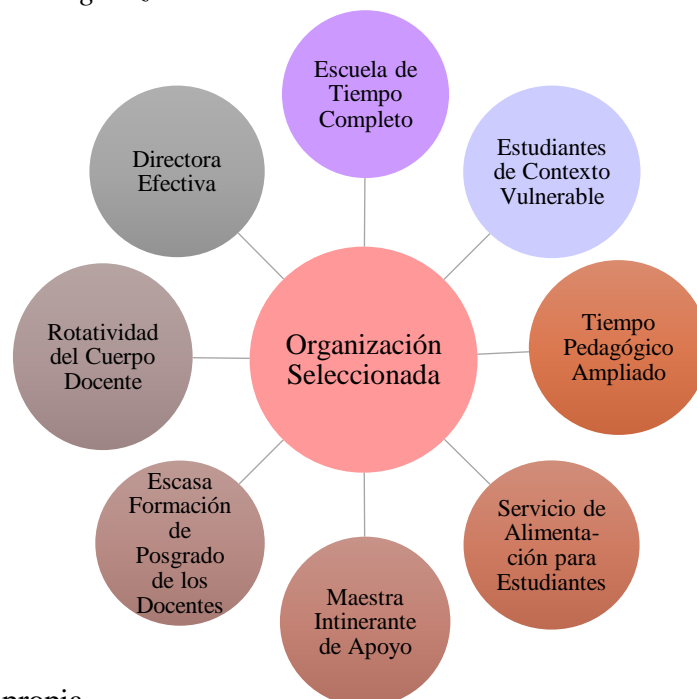 Escuela de
Tiempo
Completo
Estudiantes
de Contexto
Vulnerable
Tiempo
Pedagógico
Ampliado
Servicio de
Alimenta-
ción para
Estudiantes
Maestra
Intinerante
de Apoyo
Escasa
Formación
de
Posgrado
de los
Docentes
Rotatividad
del Cuerpo
Docente
Directora
Efectiva
Organización
Seleccionada
propia